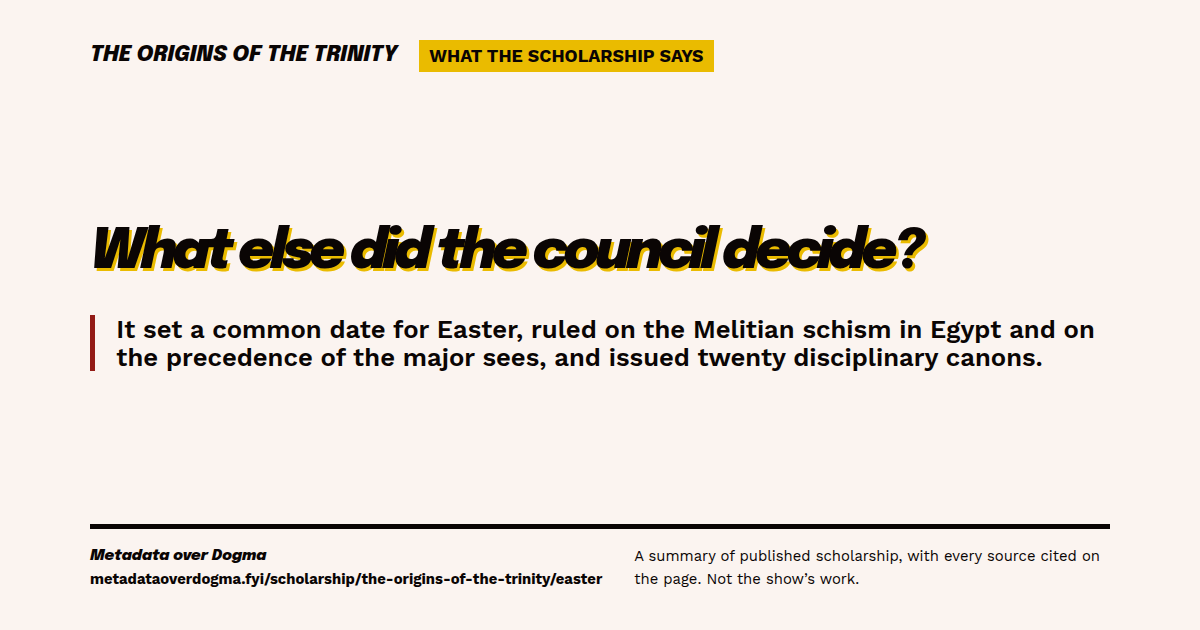 THE ORIGINS OF THE TRINITY
WHAT THE SCHOLARSHIP SAYS
What else did the council decide?
It set a common date for Easter, ruled on the Melitian schism in Egypt and on
the precedence of the major sees, and issued twenty disciplinary canons.
Metadata over Dogma
metadataoverdogma.fyi/scholarship/the-origins-of-the-trinity/easter
A summary of published scholarship, with every source cited on
the page. Not the show’s work.